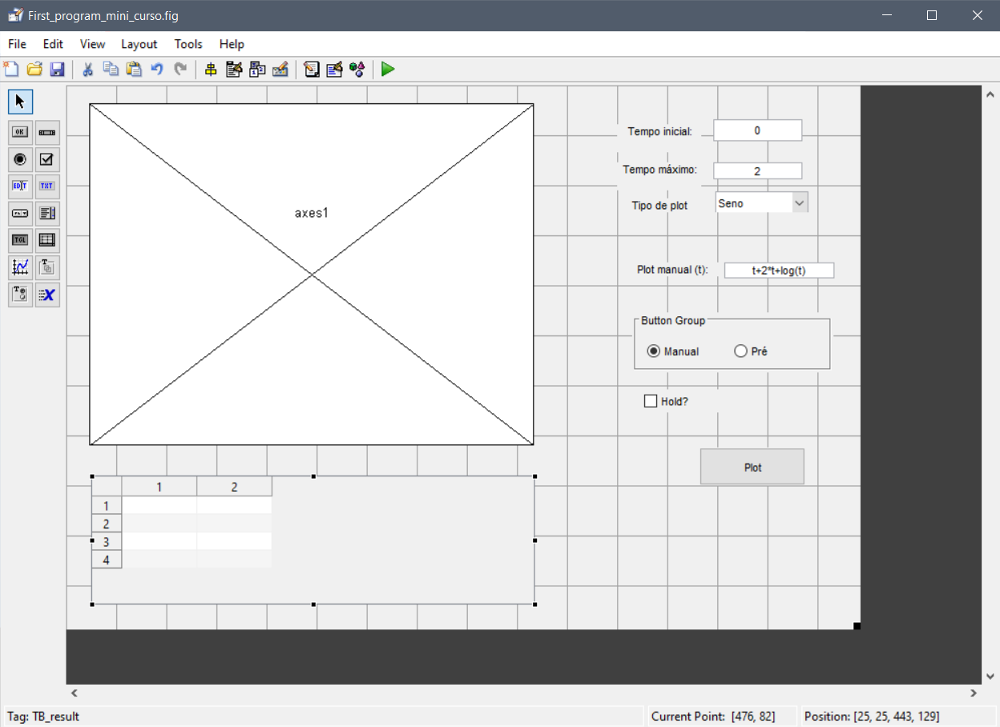 First_program_mini_curso.fig
File Edit View Layout Tools Help
OK
EDIT TXT
TGL
axes1
Tempo inicial: 0
Tempo máximo: 2
Tipo de plot Seno
Plot manual (t): t+2*t+log(t)
Button Group
Manual Pré
Hold?
Plot
1 2
1
2
3
4
Tag: TB_result Current Point: [476, 82] Position: [25, 25, 443, 129]